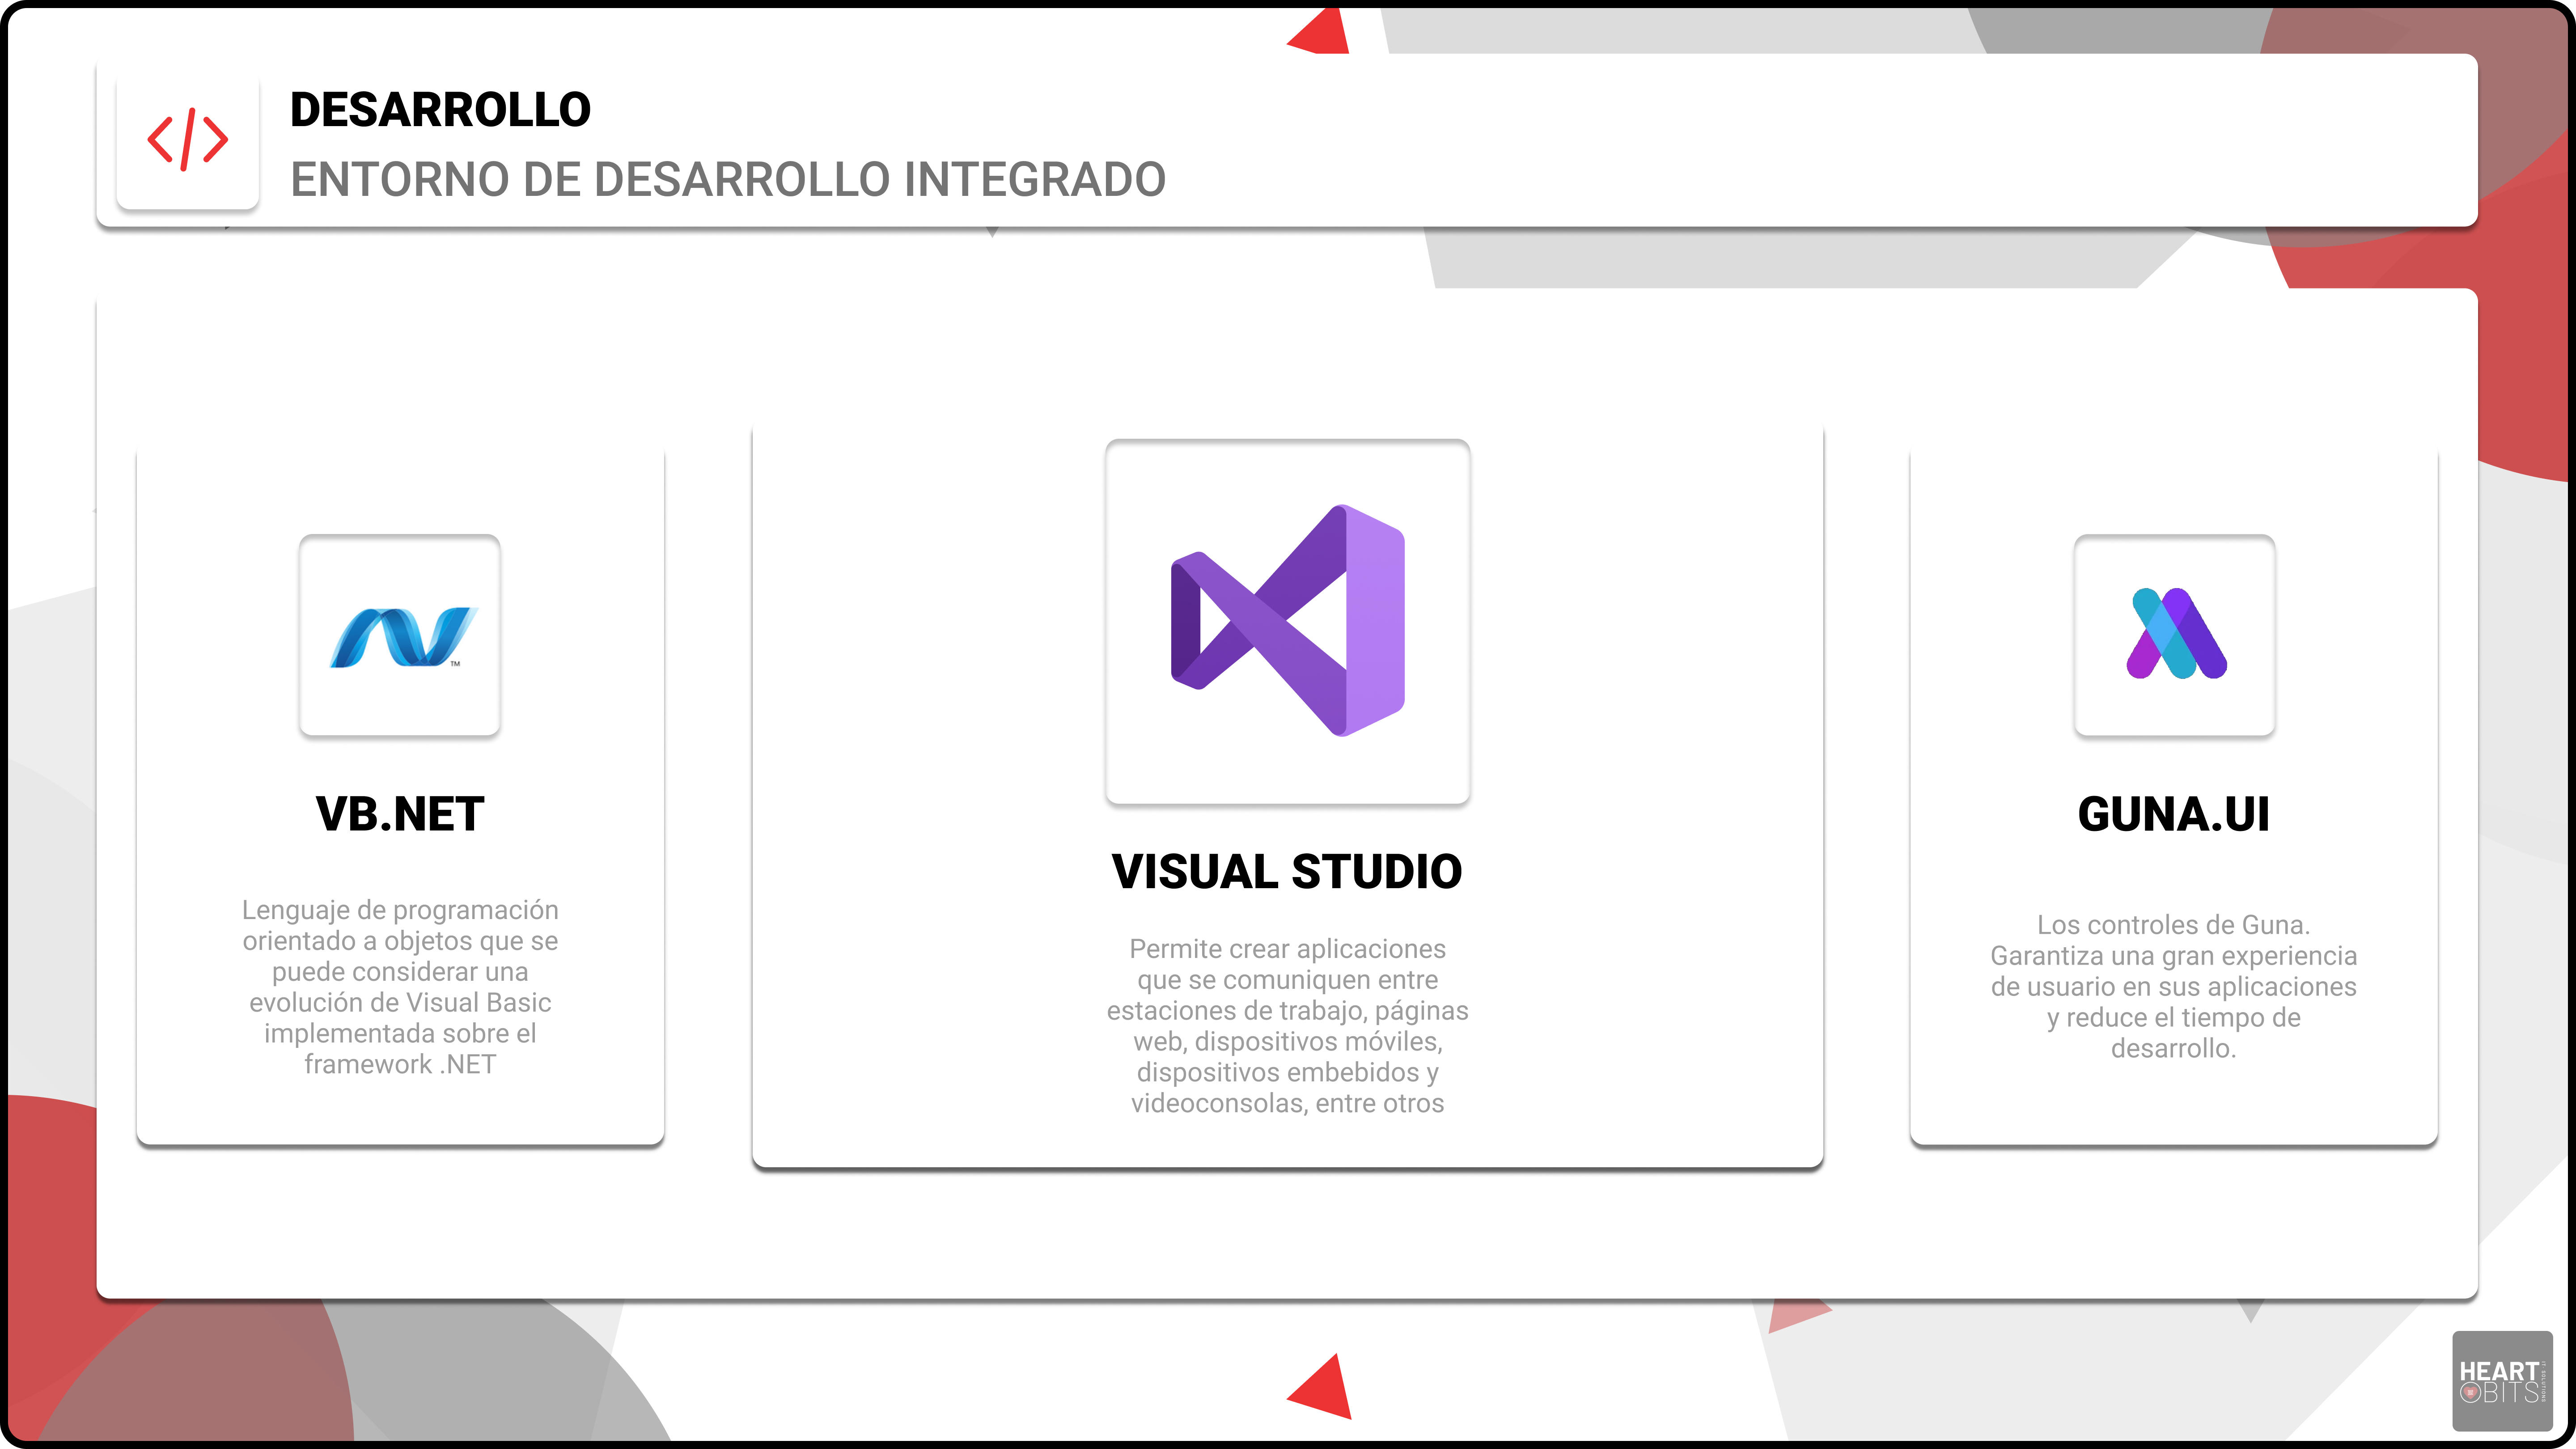 DESARROLLO
ENTORNO DE DESARROLLO INTEGRADO
TM
VB.NET
Lenguaje de programación
orientado a objetos que se
puede considerar una
evolución de Visual Basic
implementada sobre el
framework .NET
VISUAL STUDIO
Permite crear aplicaciones
que se comuniquen entre
estaciones de trabajo, páginas
web, dispositivos móviles,
dispositivos embebidos y
videoconsolas, entre otros
GUNA.UI
Los controles de Guna.
Garantiza una gran experiencia
de usuario en sus aplicaciones
y reduce el tiempo de
desarrollo.
HEART
BITS
IT SOLUTIONS